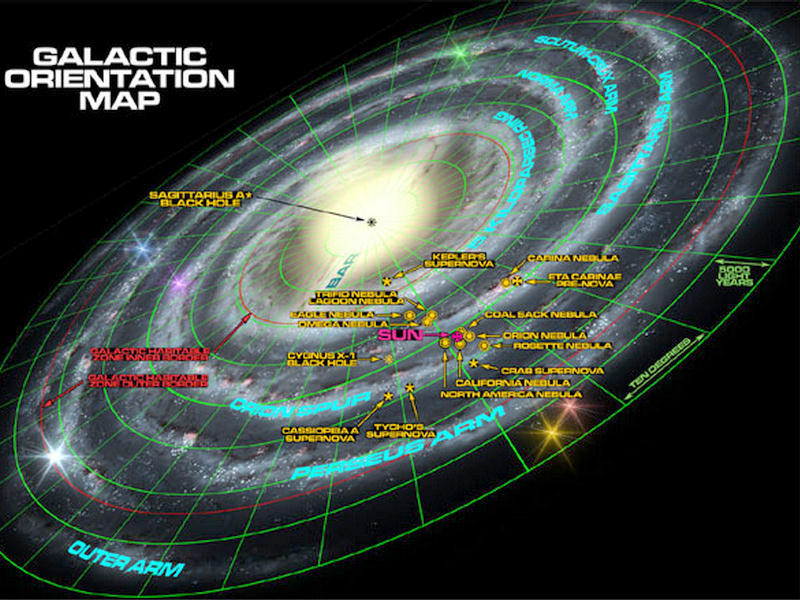 GALACTIC
ORIENTATION
MAP
SCUTUM-CRUX ARM
NORMA ARM
SAGITTARIUS ARM
SAGITTARIUS A*
BLACK HOLE
BAR
KEPLER'S
SUPERNOVA
CARINA NEBULA
ETA CARINAE
PRE-NOVA
5000
LIGHT
YEARS
TRIFID NEBULA
LAGOON NEBULA
EAGLE NEBULA
OMEGA NEBULA
COAL SACK NEBULA
SUN
ORION NEBULA
ROSETTE NEBULA
GALACTIC HABITABLE
ZONE INNER BORDER
CYGNUS X-1
BLACK HOLE
CRAB SUPERNOVA
TEN DEGREES
GALACTIC HABITABLE
ZONE OUTER BORDER
CALIFORNIA NEBULA
NORTH AMERICA NEBULA
ORION SPUR
CASSIOPEIA A
SUPERNOVA
TYCHO'S
SUPERNOVA
PERSEUS ARM
OUTER ARM